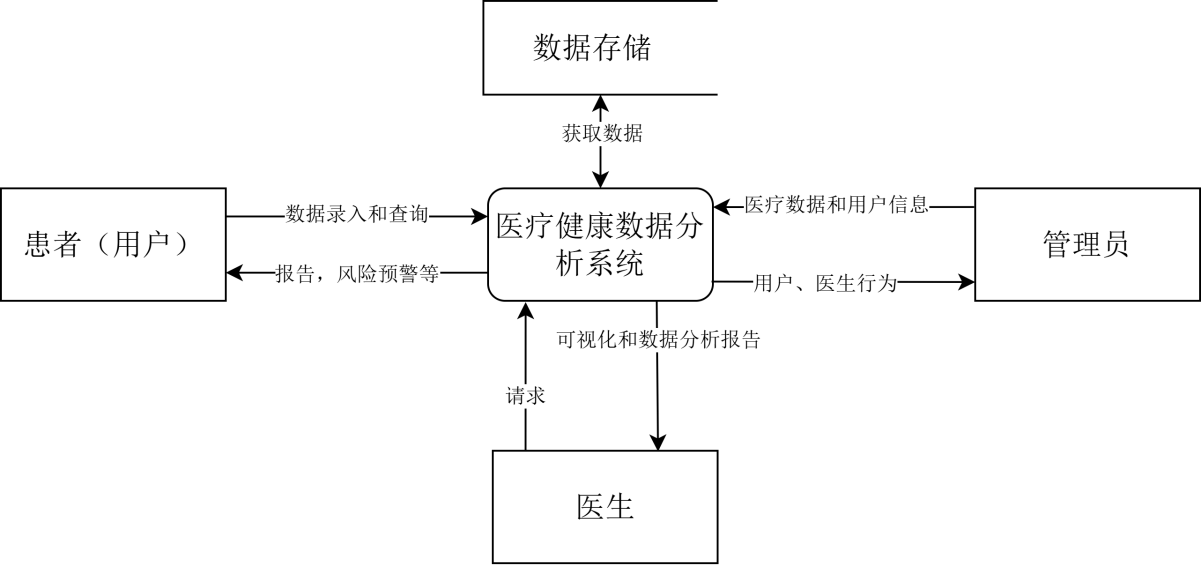 数据存储
获取数据
患者（用户）
数据录入和查询
报告，风险预警等
医疗健康数据分
析系统
医疗数据和用户信息
用户、医生行为
管理员
可视化和数据分析报告
请求
医生